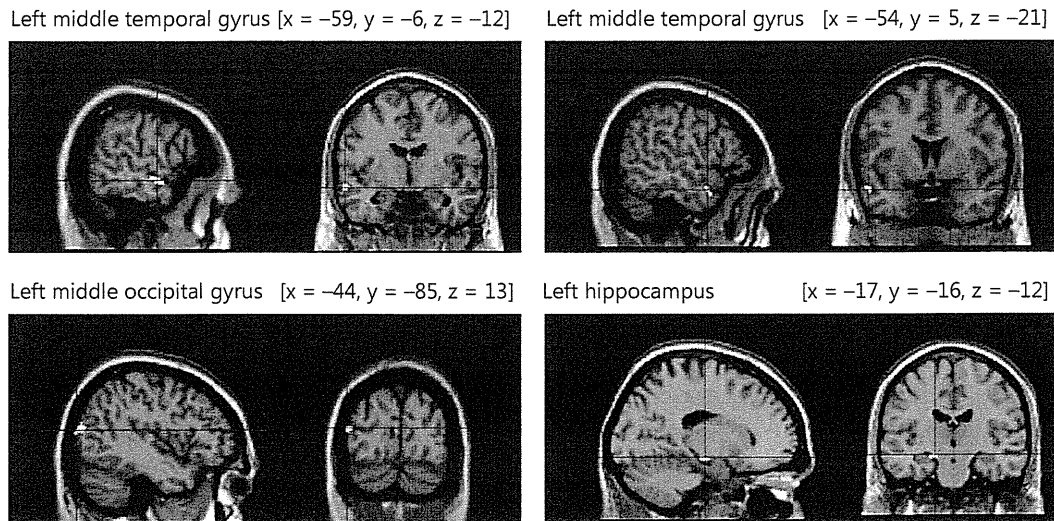 Left middle temporal gyrus [x = –59, y = –6, z = –12]
Left middle temporal gyrus [x = –54, y = 5, z = –21]
Left middle occipital gyrus [x = –44, y = –85, z = 13]
Left hippocampus [x = –17, y = –16, z = –12]